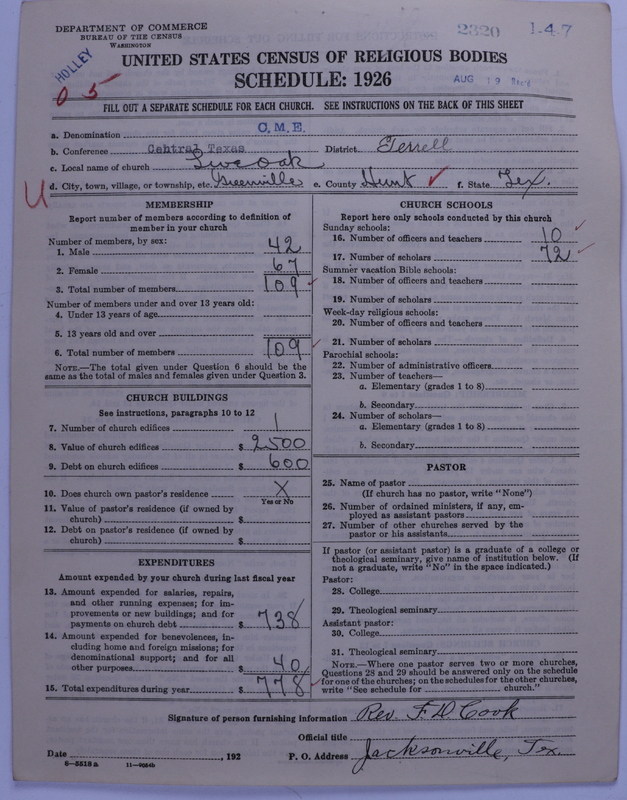 DEPARTMENT OF COMMERCE
BUREAU OF THE CENSUS
WASHINGTON
HOLLEY
05
2320
1-47
UNITED STATES CENSUS OF RELIGIOUS BODIES
SCHEDULE: 1926
AUG 19 Rec'd
FILL OUT A SEPARATE SCHEDULE FOR EACH CHURCH. SEE INSTRUCTIONS ON THE BACK OF THIS SHEET
a. Denomination C. M. E.
b. Conference Central Texas District Terrell
c. Local name of church Live Oak
d. City, town, village, or township, etc. Greenville e. County Hunt f. State Tex.
MEMBERSHIP
Report number of members according to definition of
member in your church
Number of members, by sex:
1. Male 42
2. Female 67
3. Total number of members 109
Number of members under and over 13 years old:
4. Under 13 years of age
5. 13 years old and over
6. Total number of members 109
NOTE.—The total given under Question 6 should be the
same as the total of males and females given under Question 3.
CHURCH BUILDINGS
See instructions, paragraphs 10 to 12
7. Number of church edifices 1
8. Value of church edifices $ 2500
9. Debt on church edifices $ 600
10. Does church own pastor's residence X
Yes or No
11. Value of pastor's residence (if owned by
church) $
12. Debt on pastor's residence (if owned by
church) $
EXPENDITURES
Amount expended by your church during last fiscal year
13. Amount expended for salaries, repairs,
and other running expenses; for im-
provements or new buildings; and for
payments on church debt $ 738
14. Amount expended for benevolences, in-
cluding home and foreign missions; for
denominational support; and for all
other purposes $ 40
15. Total expenditures during year $ 778
CHURCH SCHOOLS
Report here only schools conducted by this church
Sunday schools:
16. Number of officers and teachers 10
17. Number of scholars 72
Summer vacation Bible schools:
18. Number of officers and teachers
19. Number of scholars
Week-day religious schools:
20. Number of officers and teachers
21. Number of scholars
Parochial schools:
22. Number of administrative officers
23. Number of teachers—
a. Elementary (grades 1 to 8)
b. Secondary
24. Number of scholars—
a. Elementary (grades 1 to 8)
b. Secondary
PASTOR
25. Name of pastor
(If church has no pastor, write "None")
26. Number of ordained ministers, if any, em-
ployed as assistant pastors
27. Number of other churches served by the
pastor or his assistants
If pastor (or assistant pastor) is a graduate of a college or
theological seminary, give name of institution below. (If
not a graduate, write "No" in the space indicated.)
Pastor:
28. College
29. Theological seminary
Assistant pastor:
30. College
31. Theological seminary
NOTE.—Where one pastor serves two or more churches,
Questions 28 and 29 should be answered only on the schedule
for one of the churches; on the schedules for the other churches,
write "See schedule for church."
Signature of person furnishing information Rev. F. D. Cook
Official title
Date , 192 P. O. Address Jacksonville, Tex.
6—5818 a